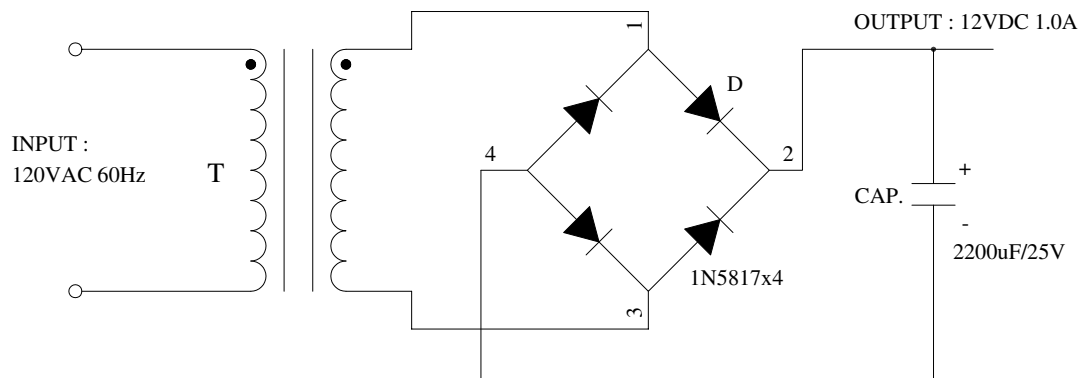 1
OUTPUT : 12VDC 1.0A
D
INPUT :
120VAC 60Hz
T
4
2
+
CAP.
-
2200uF/25V
1N5817x4
3